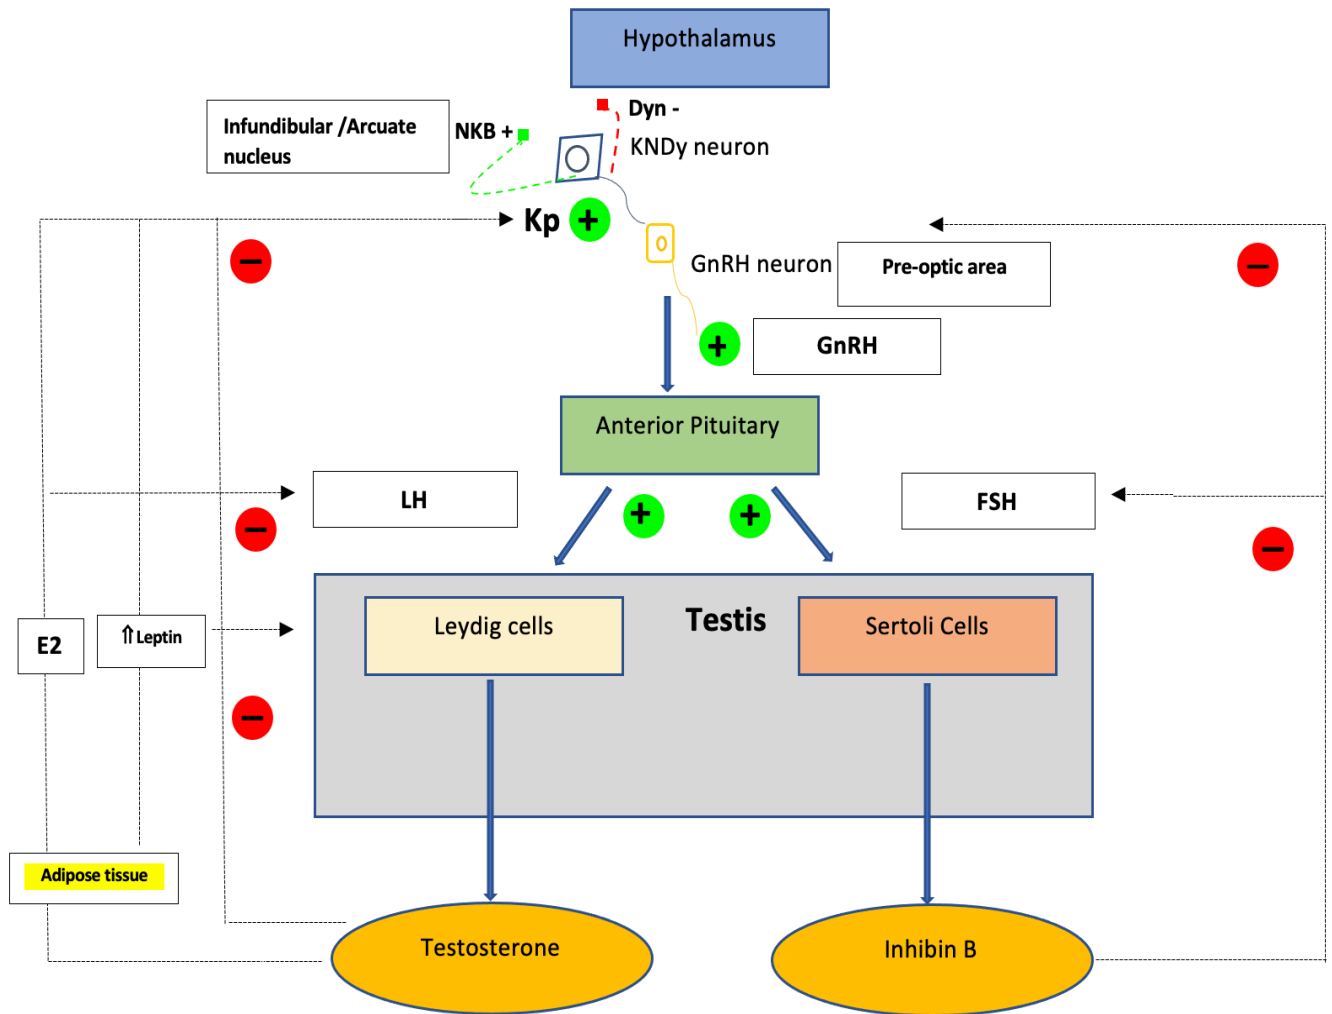 Hypothalamus
Infundibular /Arcuate
nucleus
NKB +
Dyn -
KNDy neuron
Kp +
GnRH neuron
Pre-optic area
−
−
+
GnRH
Anterior Pituitary
LH
+
+
FSH
−
−
E2
⇑ Leptin
Testis
Leydig cells
Sertoli Cells
−
Adipose tissue
Testosterone
Inhibin B